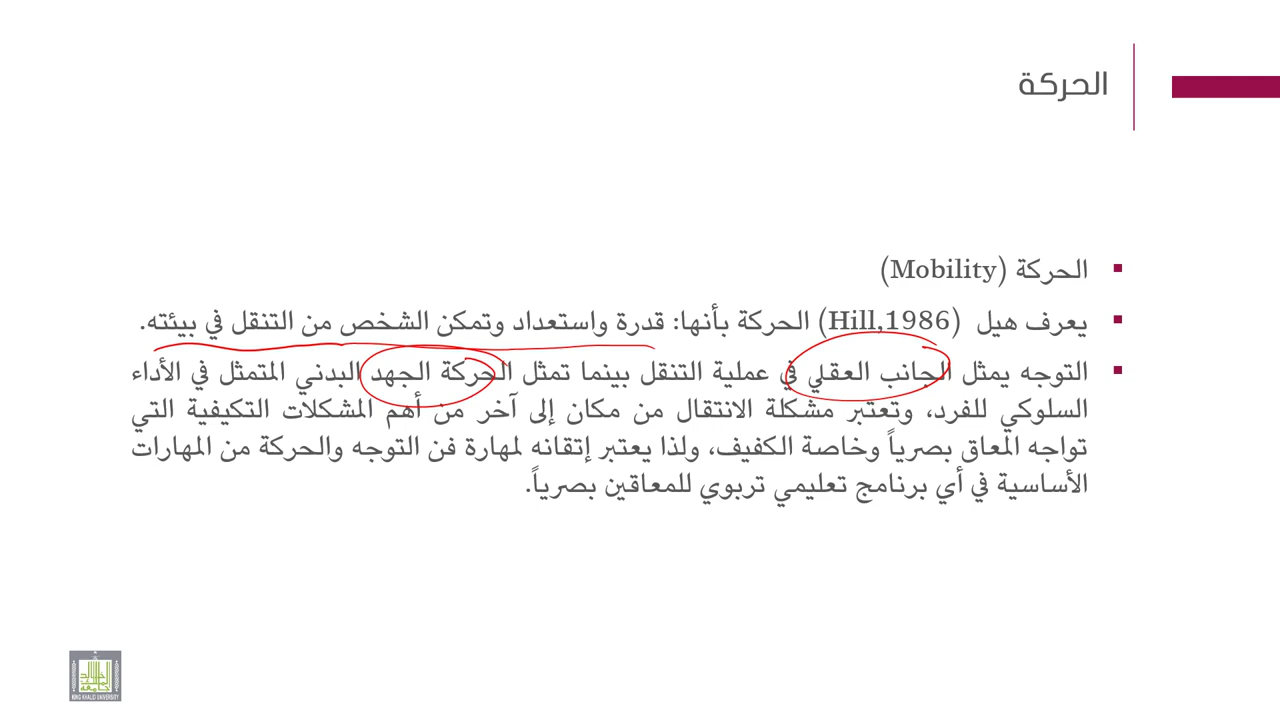 الحركة
الحركة (Mobility)
يعرف هيل (Hill,1986) الحركة بأنها: قدرة واستعداد وتمكن الشخص من التنقل في بيئته.
التوجه يمثل الجانب العقلي في عملية التنقل بينما تمثل الحركة الجهد البدني المتمثل في الأداء
السلوكي للفرد، وتعتبر مشكلة الانتقال من مكان إلى آخر من أهم المشكلات التكيفية التي
تواجه المعاق بصرياً وخاصة الكفيف، ولذا يعتبر إتقانه لمهارة فن التوجه والحركة من المهارات
الأساسية في أي برنامج تعليمي تربوي للمعاقين بصرياً.
KING KHALID UNIVERSITY